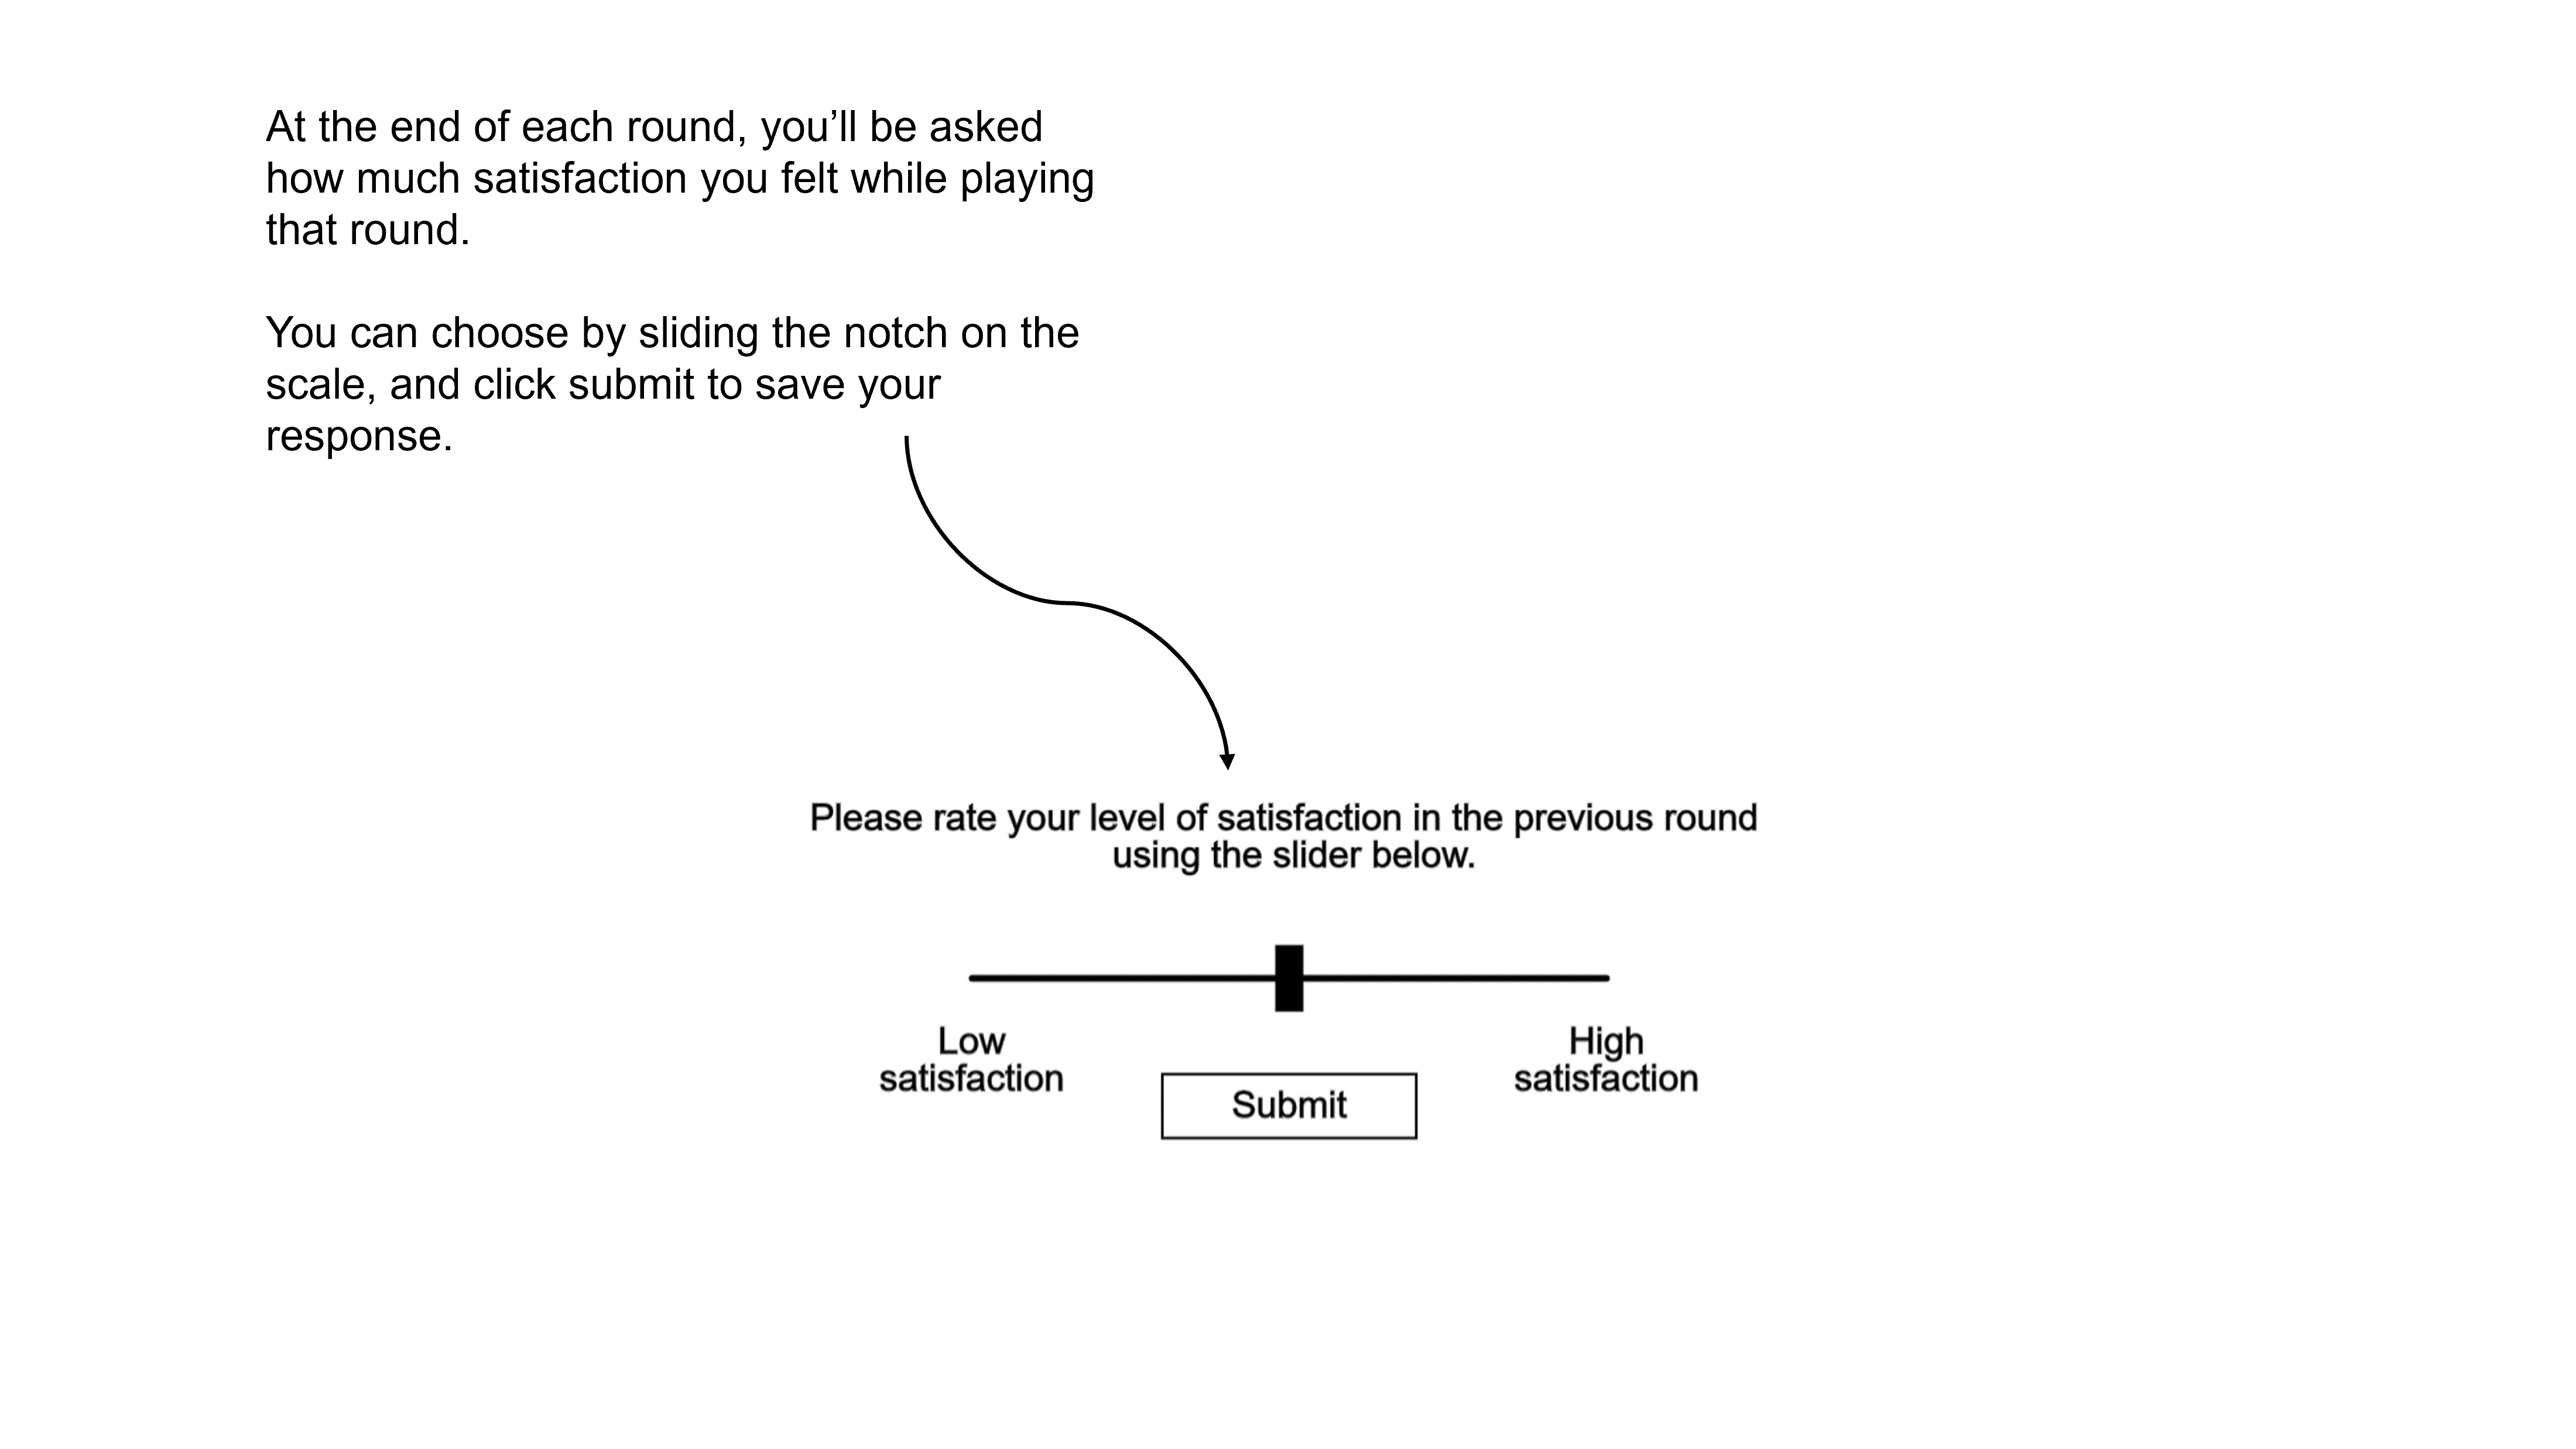 At the end of each round, you’ll be asked
how much satisfaction you felt while playing
that round.
You can choose by sliding the notch on the
scale, and click submit to save your
response.
Please rate your level of satisfaction in the previous round
using the slider below.
Low
satisfaction
High
satisfaction
Submit